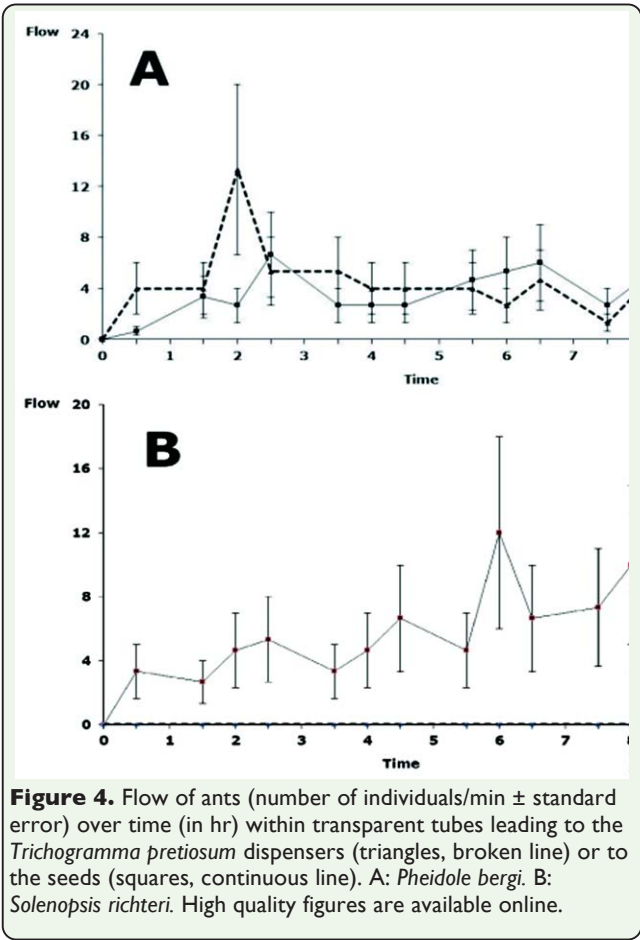 Flow 24
A
20
16
12
8
4
0
0 1 2 3 4 5 6 7
Time
Flow 20
B
16
12
8
4
0
0 1 2 3 4 5 6 7
Time
Figure 4. Flow of ants (number of individuals/min ± standard
error) over time (in hr) within transparent tubes leading to the
Trichogramma pretiosum dispensers (triangles, broken line) or to
the seeds (squares, continuous line). A: Pheidole bergi. B:
Solenopsis richteri. High quality figures are available online.